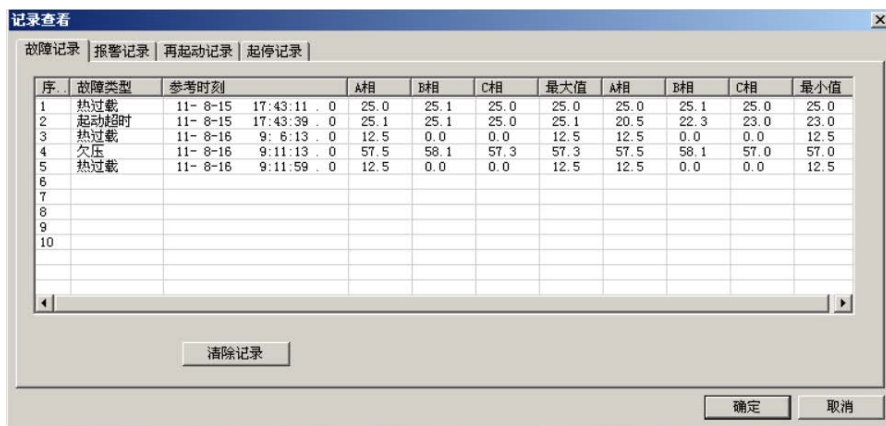 记录查看
故障记录 报警记录 再起动记录 起停记录
序.. 故障类型 参考时刻 A相 B相 C相 最大值 A相 B相 C相 最小值
1 热过载 11- 8-15 17:43:11 . 0 25.0 25.1 25.0 25.0 25.0 25.1 25.0 25.0
2 起动超时 11- 8-15 17:43:39 . 0 25.1 25.1 25.0 25.1 20.5 22.3 23.0 23.0
3 热过载 11- 8-16 9: 6:13 . 0 12.5 0.0 0.0 12.5 12.5 0.0 0.0 12.5
4 欠压 11- 8-16 9:11:13 . 0 57.5 58.1 57.3 57.3 57.5 58.1 57.0 57.0
5 热过载 11- 8-16 9:11:59 . 0 12.5 0.0 0.0 12.5 12.5 0.0 0.0 12.5
6
7
8
9
10
清除记录
确定 取消